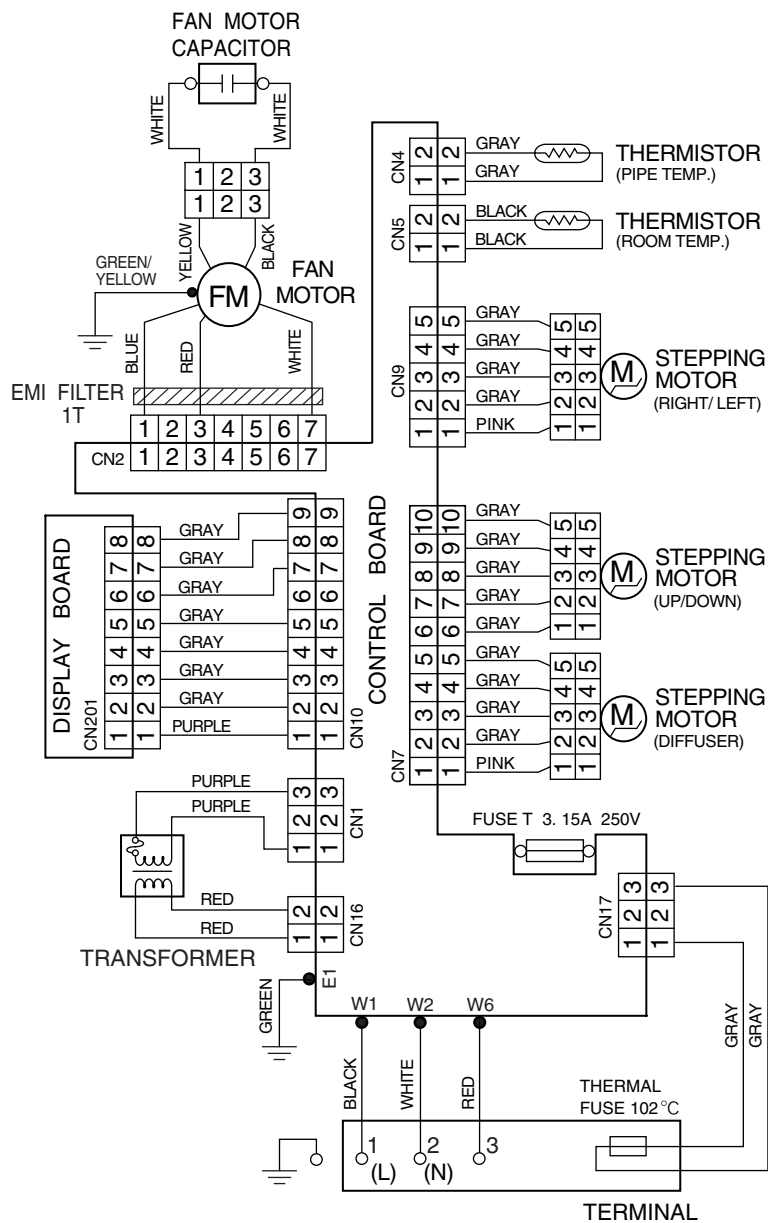 FAN MOTOR
CAPACITOR
WHITE
WHITE
1 2 3
1 2 3
YELLOW
BLACK
GREEN/
YELLOW
FM
FAN
MOTOR
BLUE
RED
WHITE
EMI FILTER
1T
1 2 3 4 5 6 7
CN2
1 2 3 4 5 6 7
CN4
2 2
1 1
GRAY
GRAY
THERMISTOR
(PIPE TEMP.)
CN5
2 2
1 1
BLACK
BLACK
THERMISTOR
(ROOM TEMP.)
CN9
5 5 GRAY 5 5
4 4 GRAY 4 4
3 3 GRAY 3 3
2 2 GRAY 2 2
1 1 PINK 1 1
M
STEPPING
MOTOR
(RIGHT/ LEFT)
DISPLAY BOARD
CN201
9 9
8 8 GRAY 8 8
7 7 GRAY 7 7
6 6 GRAY 6 6
5 5 GRAY 5 5
4 4 GRAY 4 4
3 3 GRAY 3 3
2 2 GRAY 2 2
1 1 PURPLE 1 1
CN10
CONTROL BOARD
CN7
10 10 GRAY 5 5
9 9 GRAY 4 4
8 8 GRAY 3 3
7 7 GRAY 2 2
6 6 GRAY 1 1
M
STEPPING
MOTOR
(UP/DOWN)
5 5 GRAY 5 5
4 4 GRAY 4 4
3 3 GRAY 3 3
2 2 GRAY 2 2
1 1 PINK 1 1
M
STEPPING
MOTOR
(DIFFUSER)
PURPLE
PURPLE
3 3
2 2
1 1
CN1
RED
RED
2 2
1 1
CN16
TRANSFORMER
FUSE T 3. 15A 250V
CN17
3 3
2 2
1 1
GREEN
E1
W1
W2
W6
BLACK
WHITE
RED
GRAY
GRAY
THERMAL
FUSE 102°C
1 2 3
(L) (N)
TERMINAL